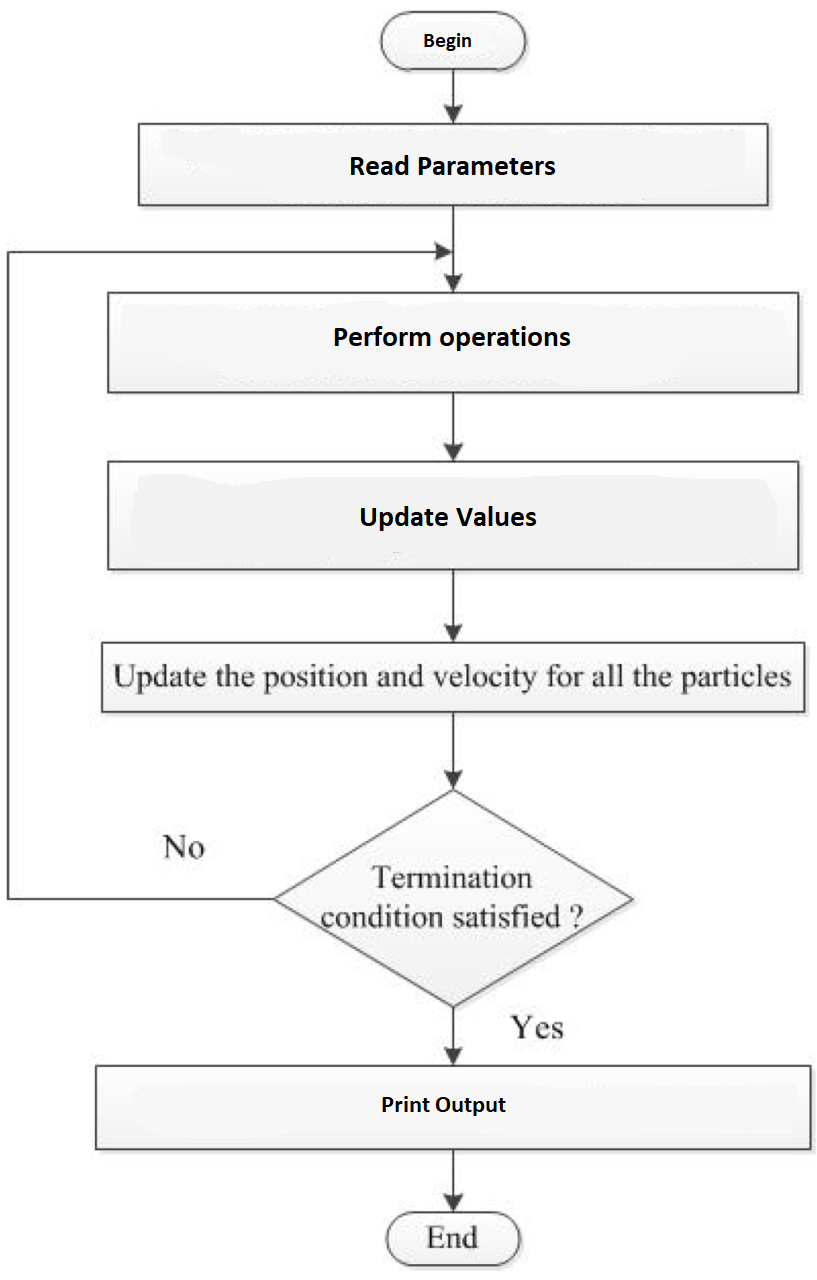 Begin
Read Parameters
Perform operations
Update Values
Update the position and velocity for all the particles
Termination
condition satisfied ?
No
Yes
Print Output
End